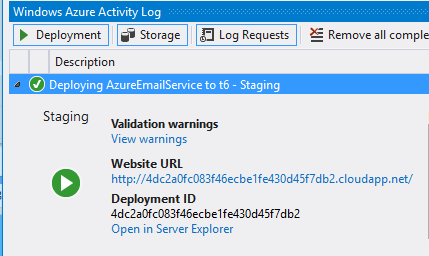 Windows Azure Activity Log
Deployment Storage Log Requests Remove all comple
Description
Deploying AzureEmailService to t6 - Staging
Staging
Validation warnings
View warnings
Website URL
http://4dc2a0fc083f46ecbe1fe430d45f7db2.cloudapp.net/
Deployment ID
4dc2a0fc083f46ecbe1fe430d45f7db2
Open in Server Explorer